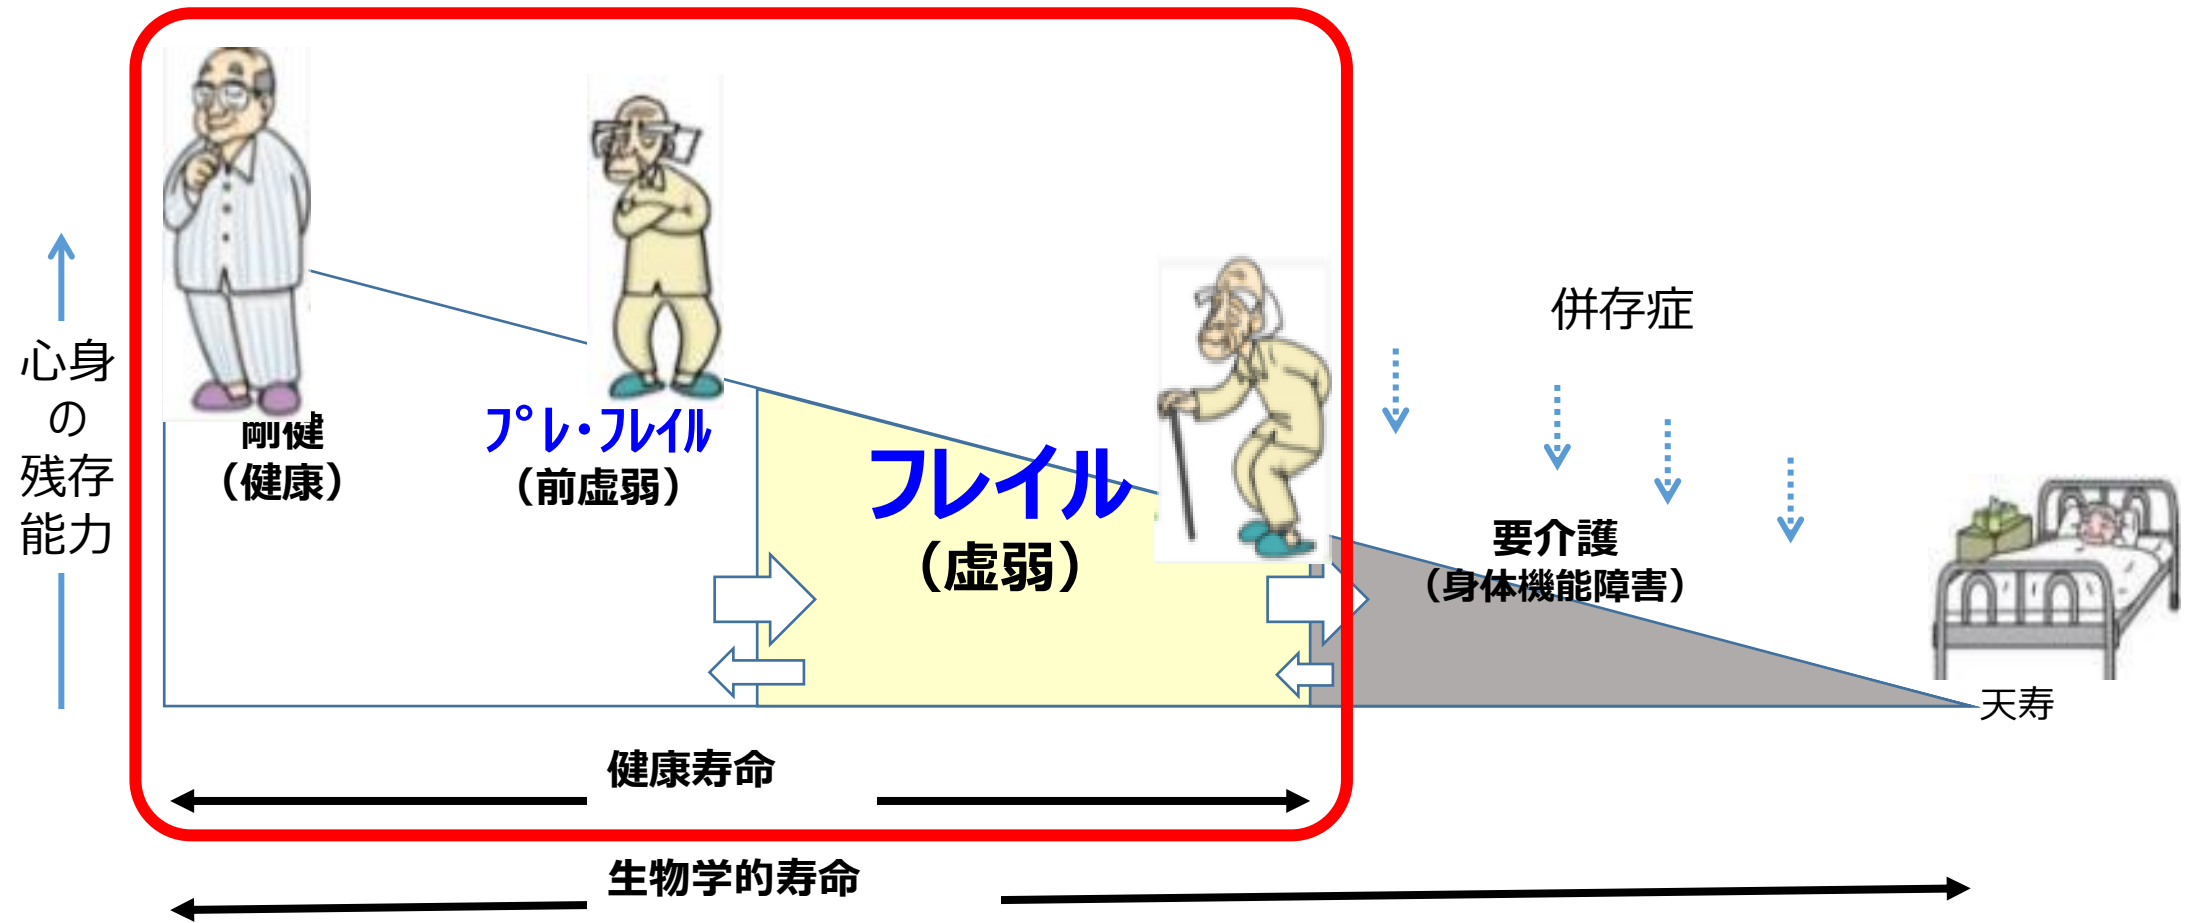 心身
の
残存
能力
剛健
（健康）
ﾌﾟﾚ・ﾌﾚｲﾙ
（前虚弱）
フレイル
（虚弱）
併存症
要介護
（身体機能障害）
天寿
健康寿命
生物学的寿命